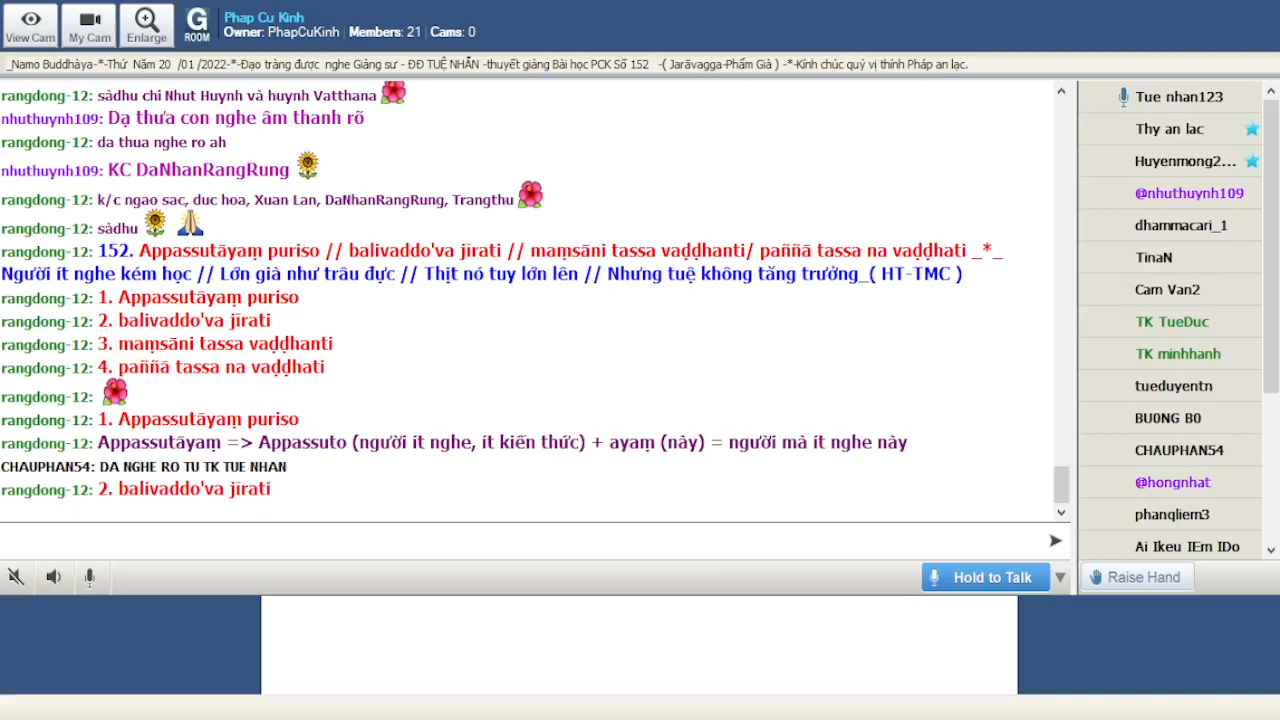 View Cam
My Cam
Enlarge
G
ROOM
Phap Cu Kinh
Owner: PhapCuKinh | Members: 21 | Cams: 0
_Namo Buddhàya-*-Thứ Năm 20 /01 /2022-*-Đạo tràng được nghe Giảng sư - ĐĐ TUỆ NHẪN -thuyết giảng Bài học PCK Số 152 -( Jarāvagga-Phẩm Già ) -*-Kính chúc quý vị thính Pháp an lạc.
rangdong-12: sàdhu chi Nhut Huynh và huynh Vatthana
nhuthuynh109: Dạ thưa con nghe âm thanh rõ
rangdong-12: da thua nghe ro ah
nhuthuynh109: KC DaNhanRangRung
rangdong-12: k/c ngao sac, duc hoa, Xuan Lan, DaNhanRangRung, Trangthu
rangdong-12: sàdhu
rangdong-12: 152. Appassutāyaṃ puriso // balivaddo'va jīrati // maṃsāni tassa vaḍḍhanti/ paññā tassa na vaḍḍhati _*_
Người ít nghe kém học // Lớn già như trâu đực // Thịt nó tuy lớn lên // Nhưng tuệ không tăng trưởng_( HT-TMC )
rangdong-12: 1. Appassutāyaṃ puriso
rangdong-12: 2. balivaddo'va jīrati
rangdong-12: 3. maṃsāni tassa vaḍḍhanti
rangdong-12: 4. paññā tassa na vaḍḍhati
rangdong-12:
rangdong-12: 1. Appassutāyaṃ puriso
rangdong-12: Appassutāyaṃ => Appassuto (người ít nghe, ít kiến thức) + ayaṃ (này) = người mà ít nghe này
CHAUPHAN54: DA NGHE RO TU TK TUE NHAN
rangdong-12: 2. balivaddo'va jīrati
Tue nhan123
Thy an lac
Huyenmong2...
@nhuthuynh109
dhammacari_1
TinaN
Cam Van2
TK TueDuc
TK minhhanh
tueduyentn
BU0NG B0
CHAUPHAN54
@hongnhat
phanqliem3
Ai Ikeu IEm IDo
Hold to Talk
Raise Hand